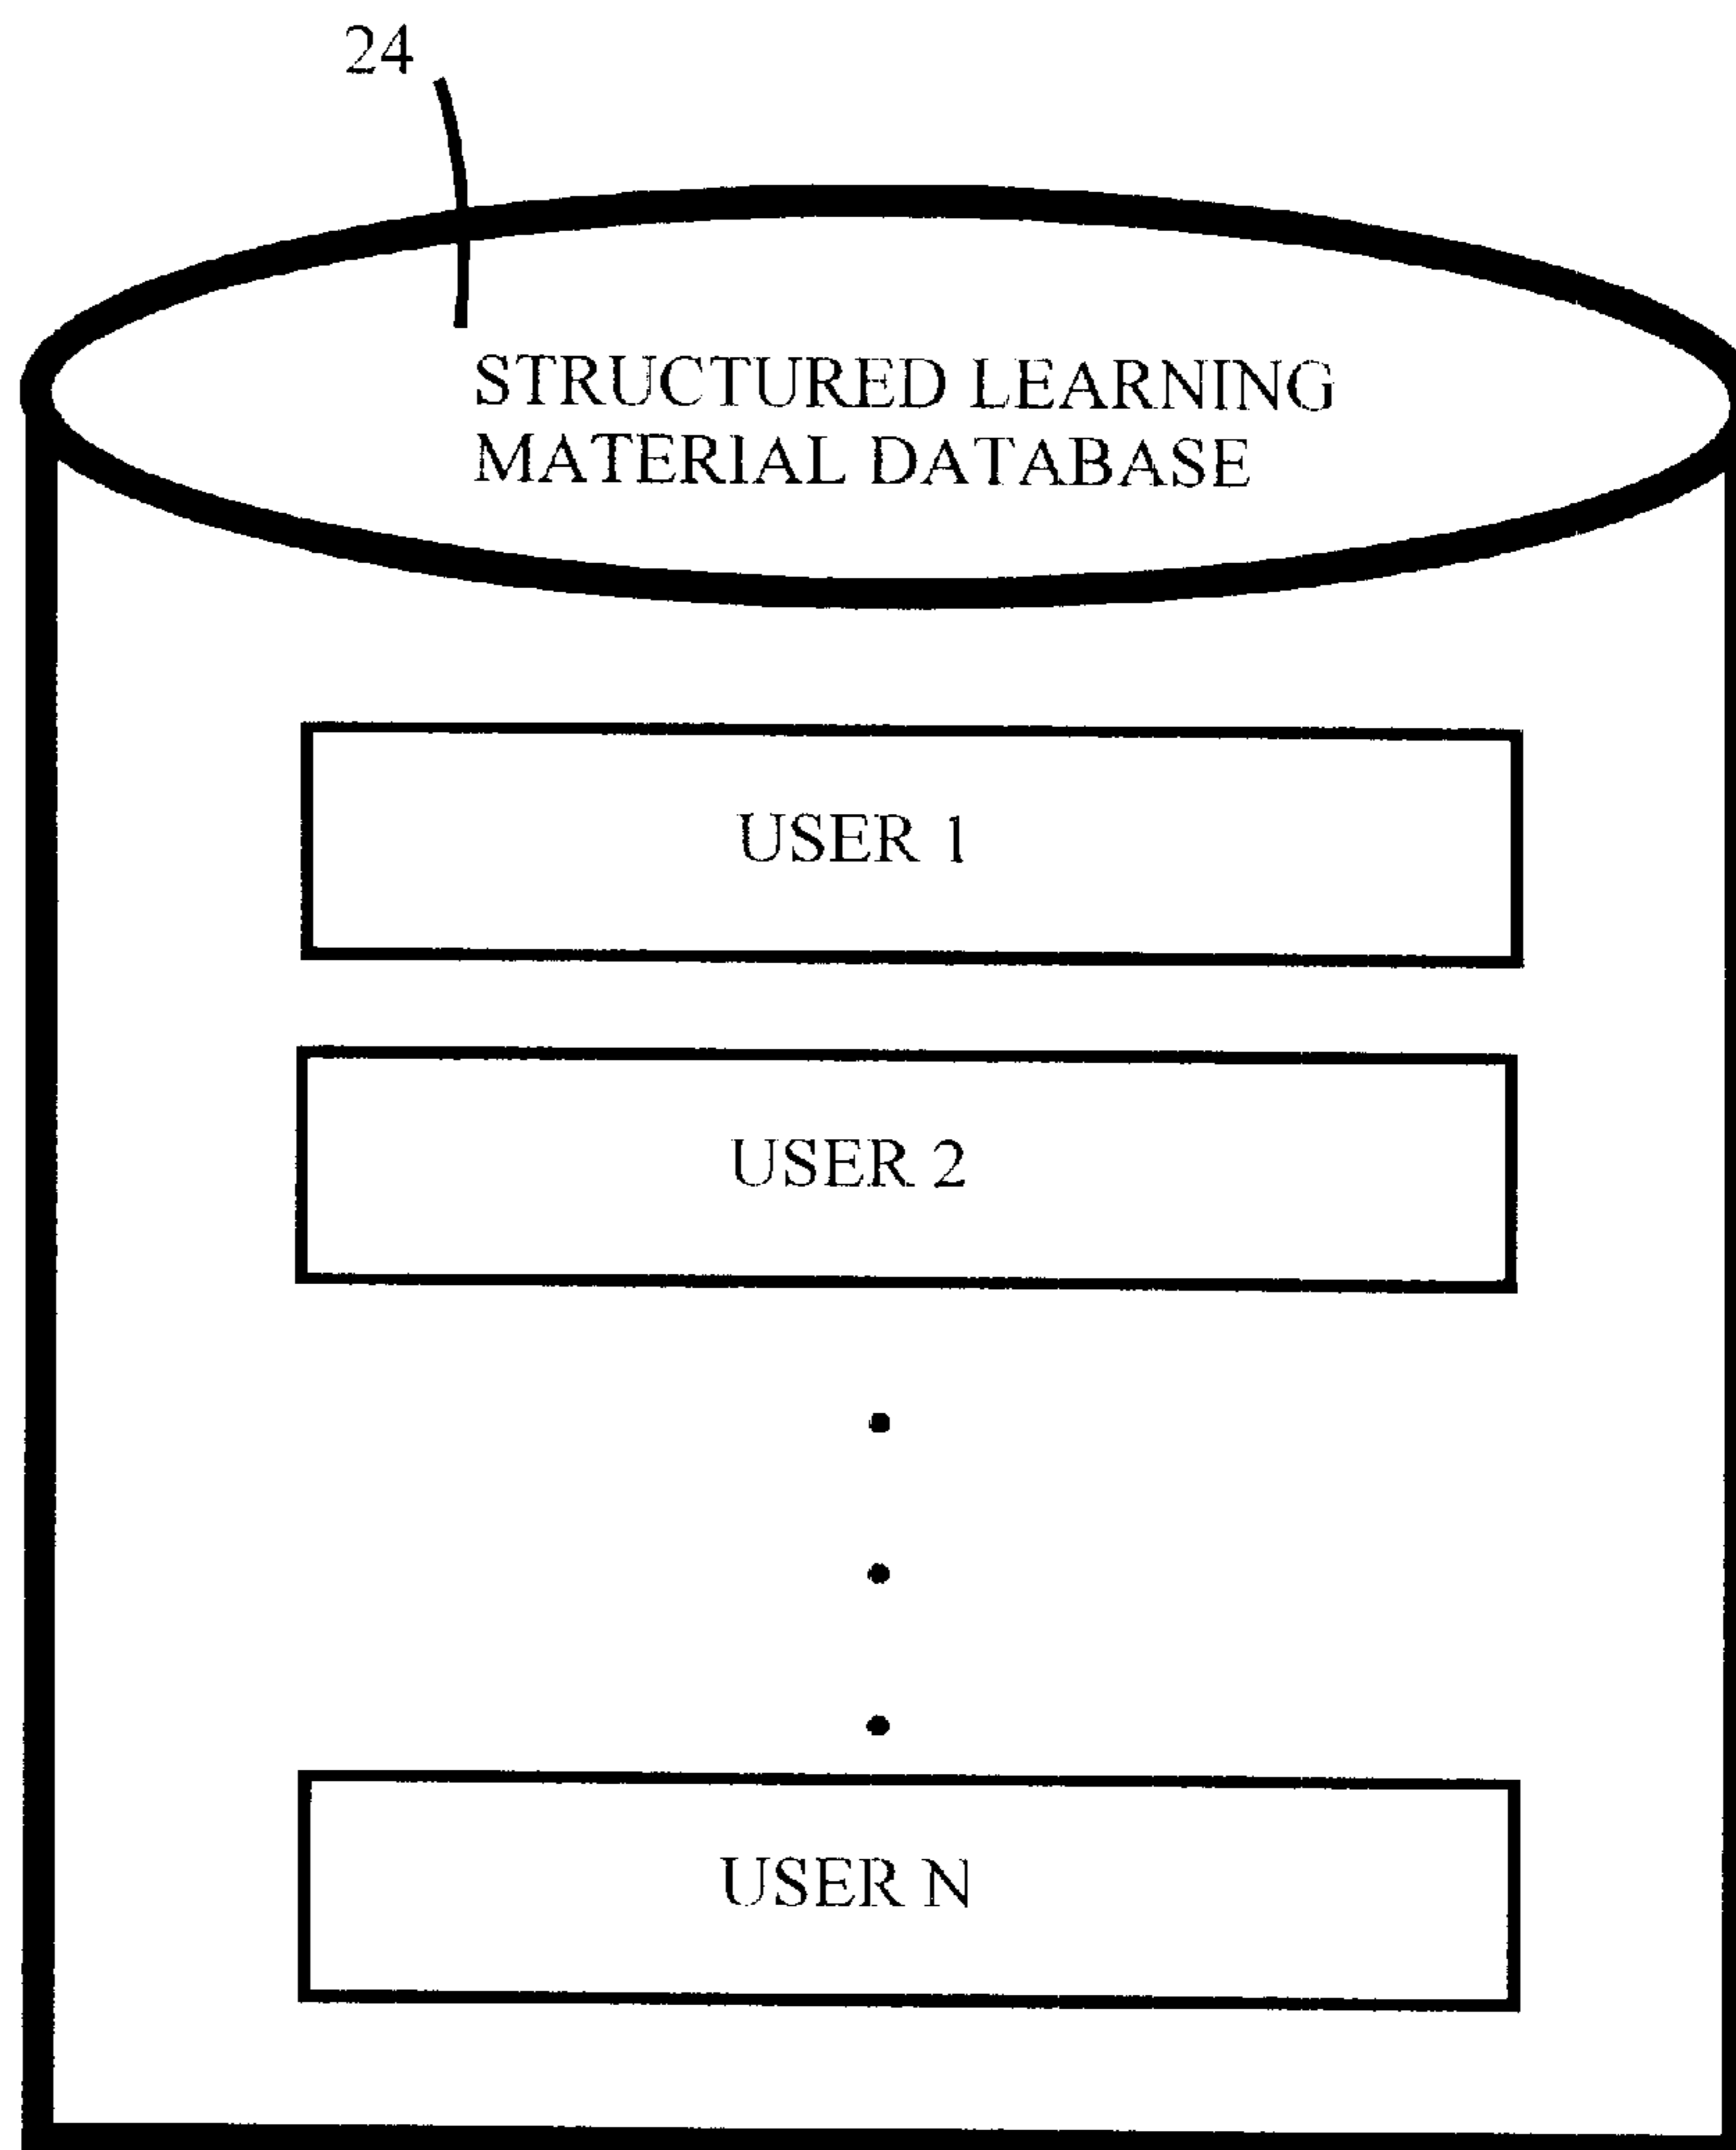 24
STRUCTURED LEARNING
MATERIAL DATABASE
USER 1
USER 2
USER N